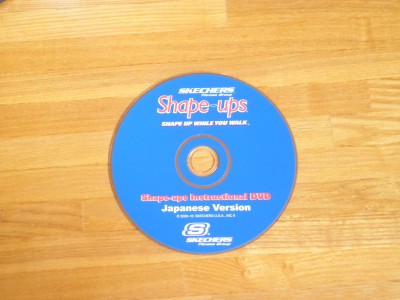 SKECHERS
Fitness Group
Shape-ups
SHAPE UP WHILE YOU WALK.
Shape-ups Instructional DVD
Japanese Version
SKECHERS
Fitness Group